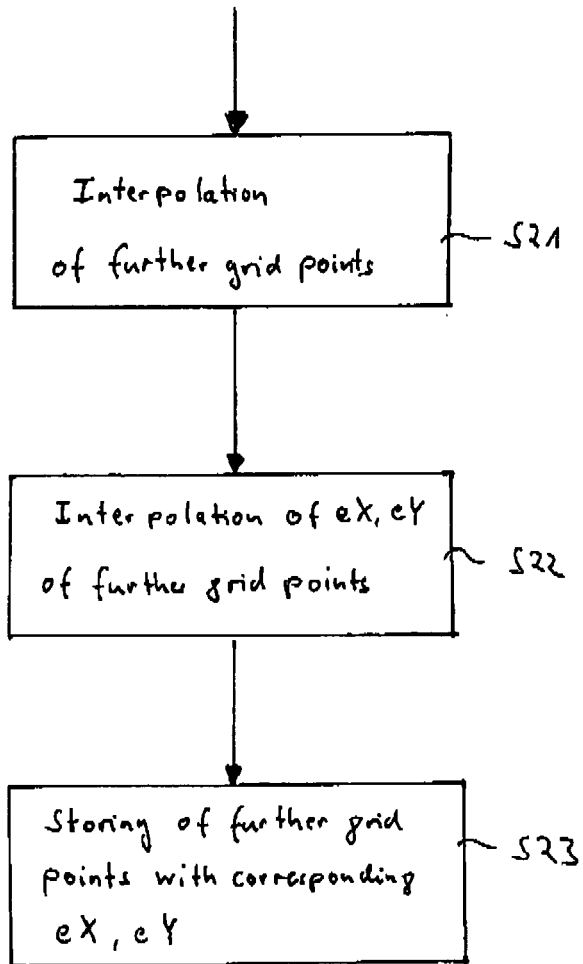 Interpolation
of further grid points
S21
Interpolation of eX, eY
of further grid points
S22
Storing of further grid
points with corresponding
eX, eY
S23